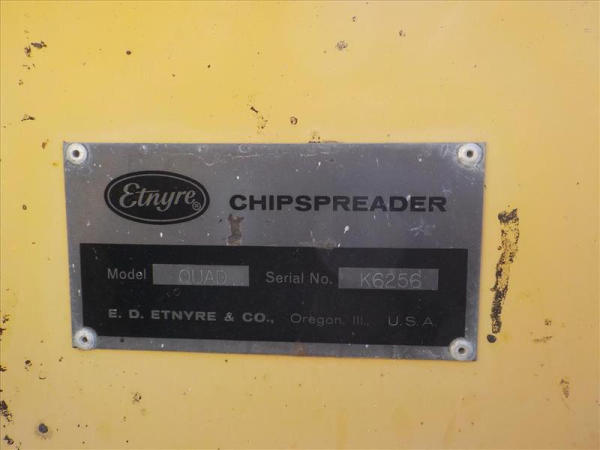 Etnyre® CHIPSPREADER
Model QUAD Serial No. K6256
E. D. ETNYRE & CO., Oregon, Ill., U.S.A.